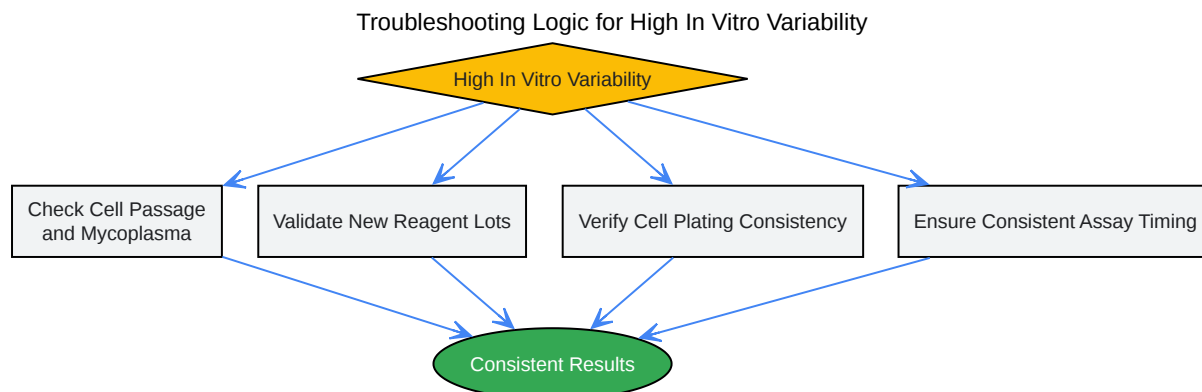 Troubleshooting Logic for High In Vitro Variability
High In Vitro Variability
Check Cell Passage
and Mycoplasma
Validate New Reagent Lots
Verify Cell Plating Consistency
Ensure Consistent Assay Timing
Consistent Results